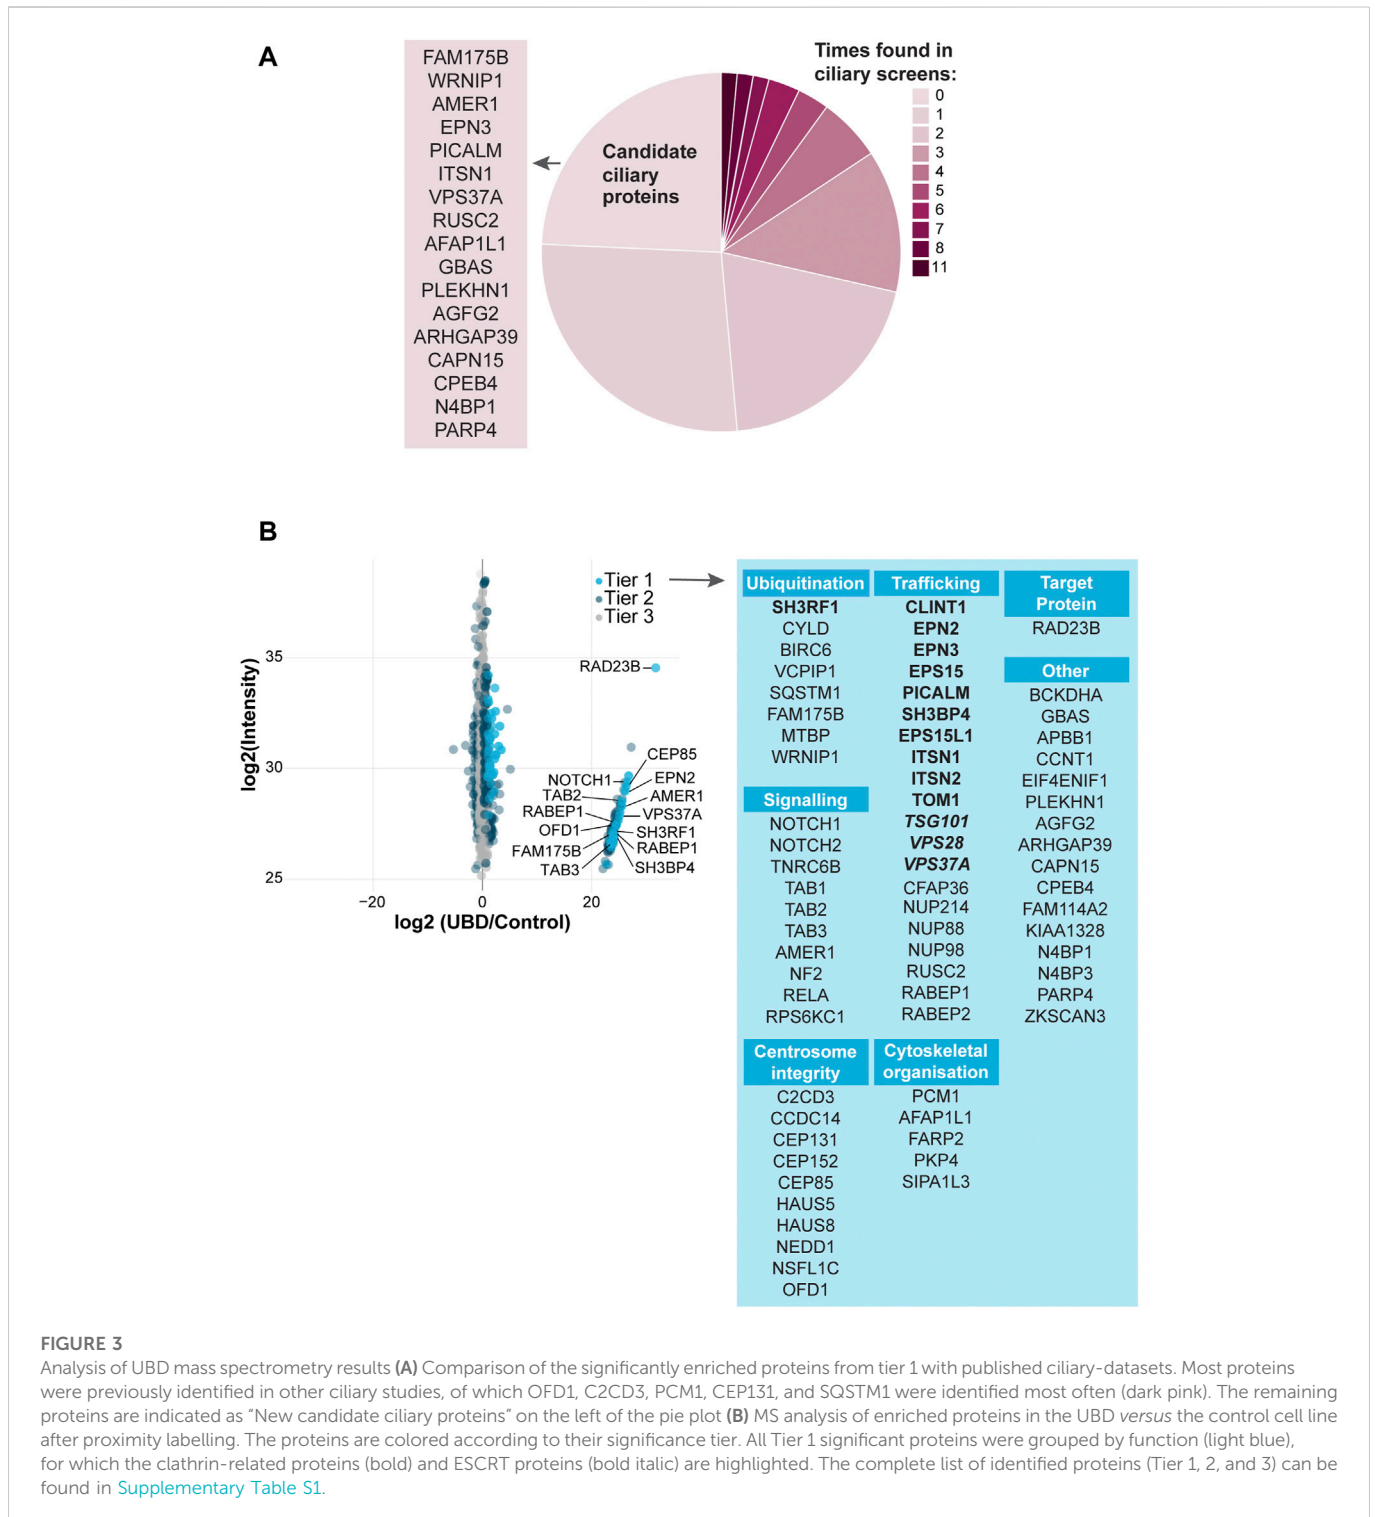 A
FAM175B
WRNIP1
AMER1
EPN3
PICALM
ITSN1
VPS37A
RUSC2
AFAP1L1
GBAS
PLEKHN1
AGFG2
ARHGAP39
CAPN15
CPEB4
N4BP1
PARP4
Candidate
ciliary
proteins
Times found in
ciliary screens:
0
1
2
3
4
5
6
7
8
11
B
log2(Intensity)
35
30
25
−20
0
20
log2 (UBD/Control)
Tier 1
Tier 2
Tier 3
RAD23B
CEP85
NOTCH1
EPN2
TAB2
AMER1
RABEP1
VPS37A
OFD1
SH3RF1
FAM175B
RABEP1
TAB3
SH3BP4
Ubiquitination
SH3RF1
CYLD
BIRC6
VCPIP1
SQSTM1
FAM175B
MTBP
WRNIP1
Signalling
NOTCH1
NOTCH2
TNRC6B
TAB1
TAB2
TAB3
AMER1
NF2
RELA
RPS6KC1
Centrosome
integrity
C2CD3
CCDC14
CEP131
CEP152
CEP85
HAUS5
HAUS8
NEDD1
NSFL1C
OFD1
Trafficking
CLINT1
EPN2
EPN3
EPS15
PICALM
SH3BP4
EPS15L1
ITSN1
ITSN2
TOM1
TSG101
VPS28
VPS37A
CFAP36
NUP214
NUP88
NUP98
RUSC2
RABEP1
RABEP2
Cytoskeletal
organisation
PCM1
AFAP1L1
FARP2
PKP4
SIPA1L3
Target
Protein
RAD23B
Other
BCKDHA
GBAS
APBB1
CCNT1
EIF4ENIF1
PLEKHN1
AGFG2
ARHGAP39
CAPN15
CPEB4
FAM114A2
KIAA1328
N4BP1
N4BP3
PARP4
ZKSCAN3
FIGURE 3
Analysis of UBD mass spectrometry results (A) Comparison of the significantly enriched proteins from tier 1 with published ciliary-datasets. Most proteins
were previously identified in other ciliary studies, of which OFD1, C2CD3, PCM1, CEP131, and SQSTM1 were identified most often (dark pink). The remaining
proteins are indicated as “New candidate ciliary proteins” on the left of the pie plot (B) MS analysis of enriched proteins in the UBD versus the control cell line
after proximity labelling. The proteins are colored according to their significance tier. All Tier 1 significant proteins were grouped by function (light blue),
for which the clathrin-related proteins (bold) and ESCRT proteins (bold italic) are highlighted. The complete list of identified proteins (Tier 1, 2, and 3) can be
found in Supplementary Table S1.